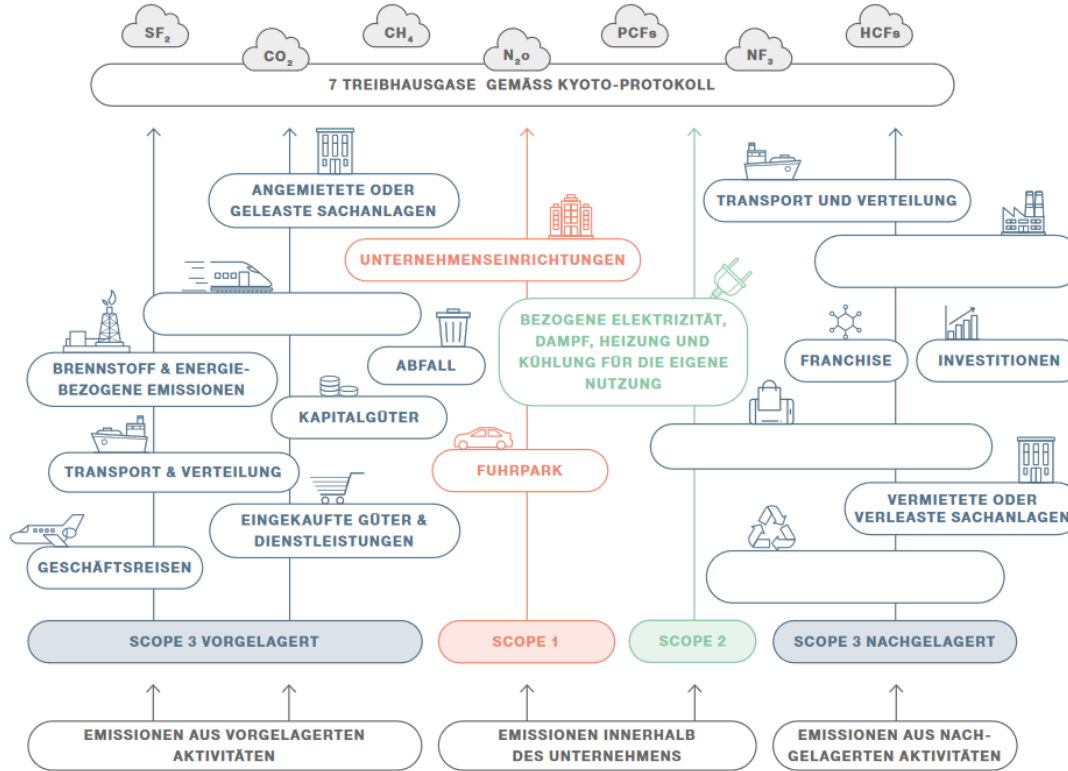 SF₂
CO₂
CH₄
N₂o
PCFs
NF₃
HCFs
7 TREIBHAUSGASE GEMÄSS KYOTO-PROTOKOLL
ANGEMIETETE ODER
GELEASTE SACHANLAGEN
TRANSPORT UND VERTEILUNG
UNTERNEHMENSEINRICHTUNGEN
BEZOGENE ELEKTRIZITÄT,
DAMPF, HEIZUNG UND
KÜHLUNG FÜR DIE EIGENE
NUTZUNG
BRENNSTOFF & ENERGIE-
BEZOGENE EMISSIONEN
ABFALL
FRANCHISE
INVESTITIONEN
KAPITALGÜTER
TRANSPORT & VERTEILUNG
FUHRPARK
EINGEKAUFTE GÜTER &
DIENSTLEISTUNGEN
VERMIETETE ODER
VERLEASTE SACHANLAGEN
GESCHÄFTSREISEN
SCOPE 3 VORGELAGERT
SCOPE 1
SCOPE 2
SCOPE 3 NACHGELAGERT
EMISSIONEN AUS VORGELAGERTEN
AKTIVITÄTEN
EMISSIONEN INNERHALB
DES UNTERNEHMENS
EMISSIONEN AUS NACH-
GELAGERTEN AKTIVITÄTEN